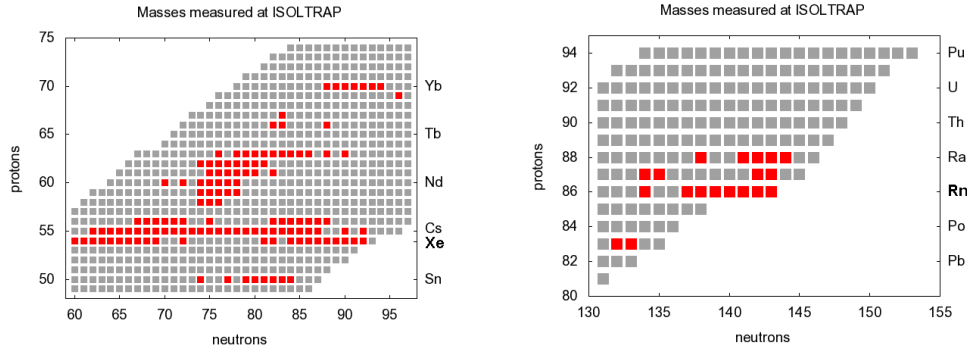 Masses measured at ISOLTRAP
75
70
65
60
55
50
protons
60 65 70 75 80 85 90 95
neutrons
Yb
Tb
Nd
Cs
Xe
Sn
Masses measured at ISOLTRAP
94
92
90
88
86
84
82
80
protons
130 135 140 145 150 155
neutrons
Pu
U
Th
Ra
Rn
Po
Pb